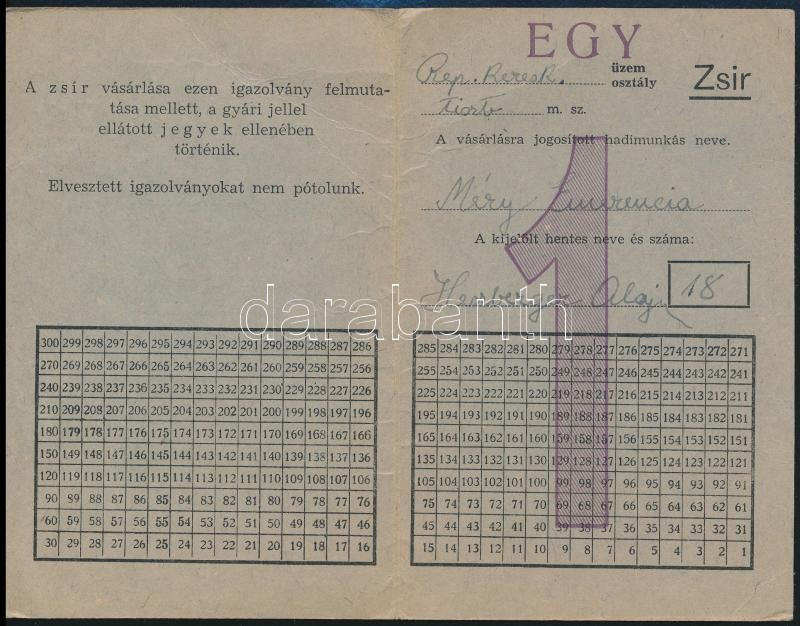 A zsír vásárlása ezen igazolvány felmuta-
tása mellett, a gyári jellel
ellátott jegyek ellenében
történik.
Elvesztett igazolványokat nem pótolunk.
300 299 298 297 296 295 294 293 292 291 290 289 288 287 286
270 269 268 267 266 265 264 263 262 261 260 259 258 257 256
240 239 238 237 236 235 234 233 232 231 230 229 228 227 226
210 209 208 207 206 205 204 203 202 201 200 199 198 197 196
180 179 178 177 176 175 174 173 172 171 170 169 168 167 166
150 149 148 147 146 145 144 143 142 141 140 139 138 137 136
120 119 118 117 116 115 114 113 112 111 110 109 108 107 106
90 89 88 87 86 85 84 83 82 81 80 79 78 77 76
60 59 58 57 56 55 54 53 52 51 50 49 48 47 46
30 29 28 27 26 25 24 23 22 21 20 19 18 17 16
EGY
Rep. Keresk. üzem
osztály
Zsir
Tiszt m. sz.
A vásárlásra jogosított hadimunkás neve.
1
Méry Emerencia
A kijelölt hentes neve és száma:
Alaj. 18
darabanth
285 284 283 282 281 280 279 278 277 276 275 274 273 272 271
255 254 253 252 251 250 249 248 247 246 245 244 243 242 241
225 224 223 222 221 220 219 218 217 216 215 214 213 212 211
195 194 193 192 191 190 189 188 187 186 185 184 183 182 181
165 164 163 162 161 160 159 158 157 156 155 154 153 152 151
135 134 133 132 131 130 129 128 127 126 125 124 123 122 121
105 104 103 102 101 100 99 98 97 96 95 94 93 92 91
75 74 73 72 71 70 69 68 67 66 65 64 63 62 61
45 44 43 42 41 40 39 38 37 36 35 34 33 32 31
15 14 13 12 11 10 9 8 7 6 5 4 3 2 1